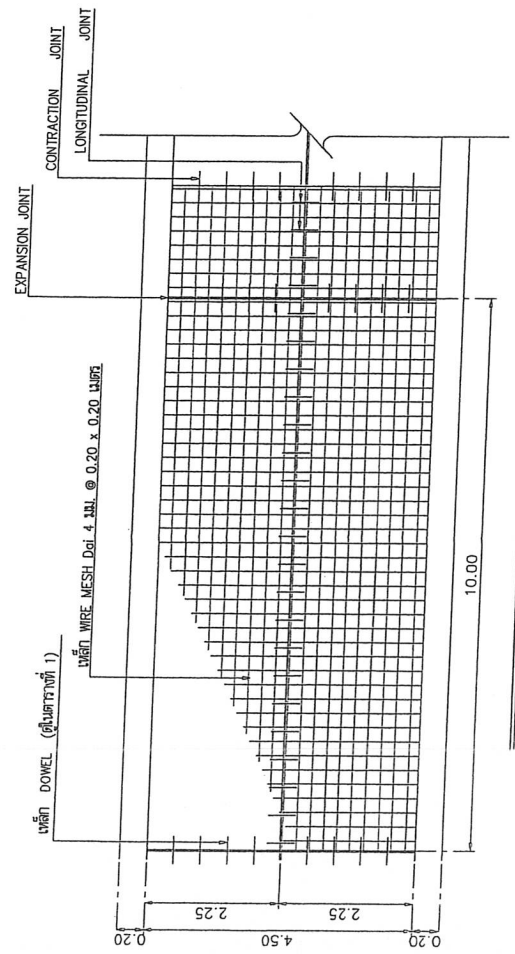 EXPANSION JOINT
CONTRACTION JOINT
LONGITUDINAL JOINT
เหล็ก WIRE MESH Dai 4 มม. @ 0.20 x 0.20 เมตร
เหล็ก DOWEL (ดูในตารางที่ 1)
10.00
0.20
2.25
4.50
2.25
0.20